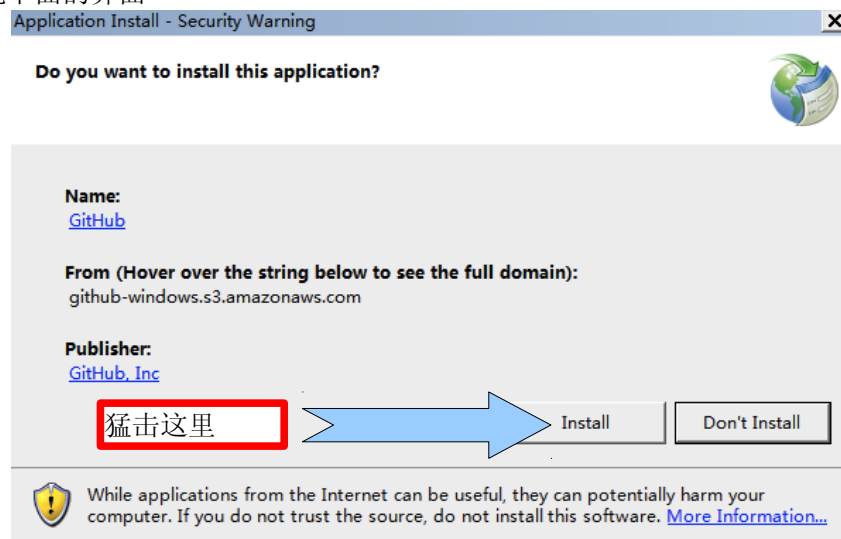 Application Install - Security Warning
Do you want to install this application?
Name:
GitHub
From (Hover over the string below to see the full domain):
github-windows.s3.amazonaws.com
Publisher:
GitHub, Inc
猛击这里
Install
Don't Install
While applications from the Internet can be useful, they can potentially harm your
computer. If you do not trust the source, do not install this software. More Information...